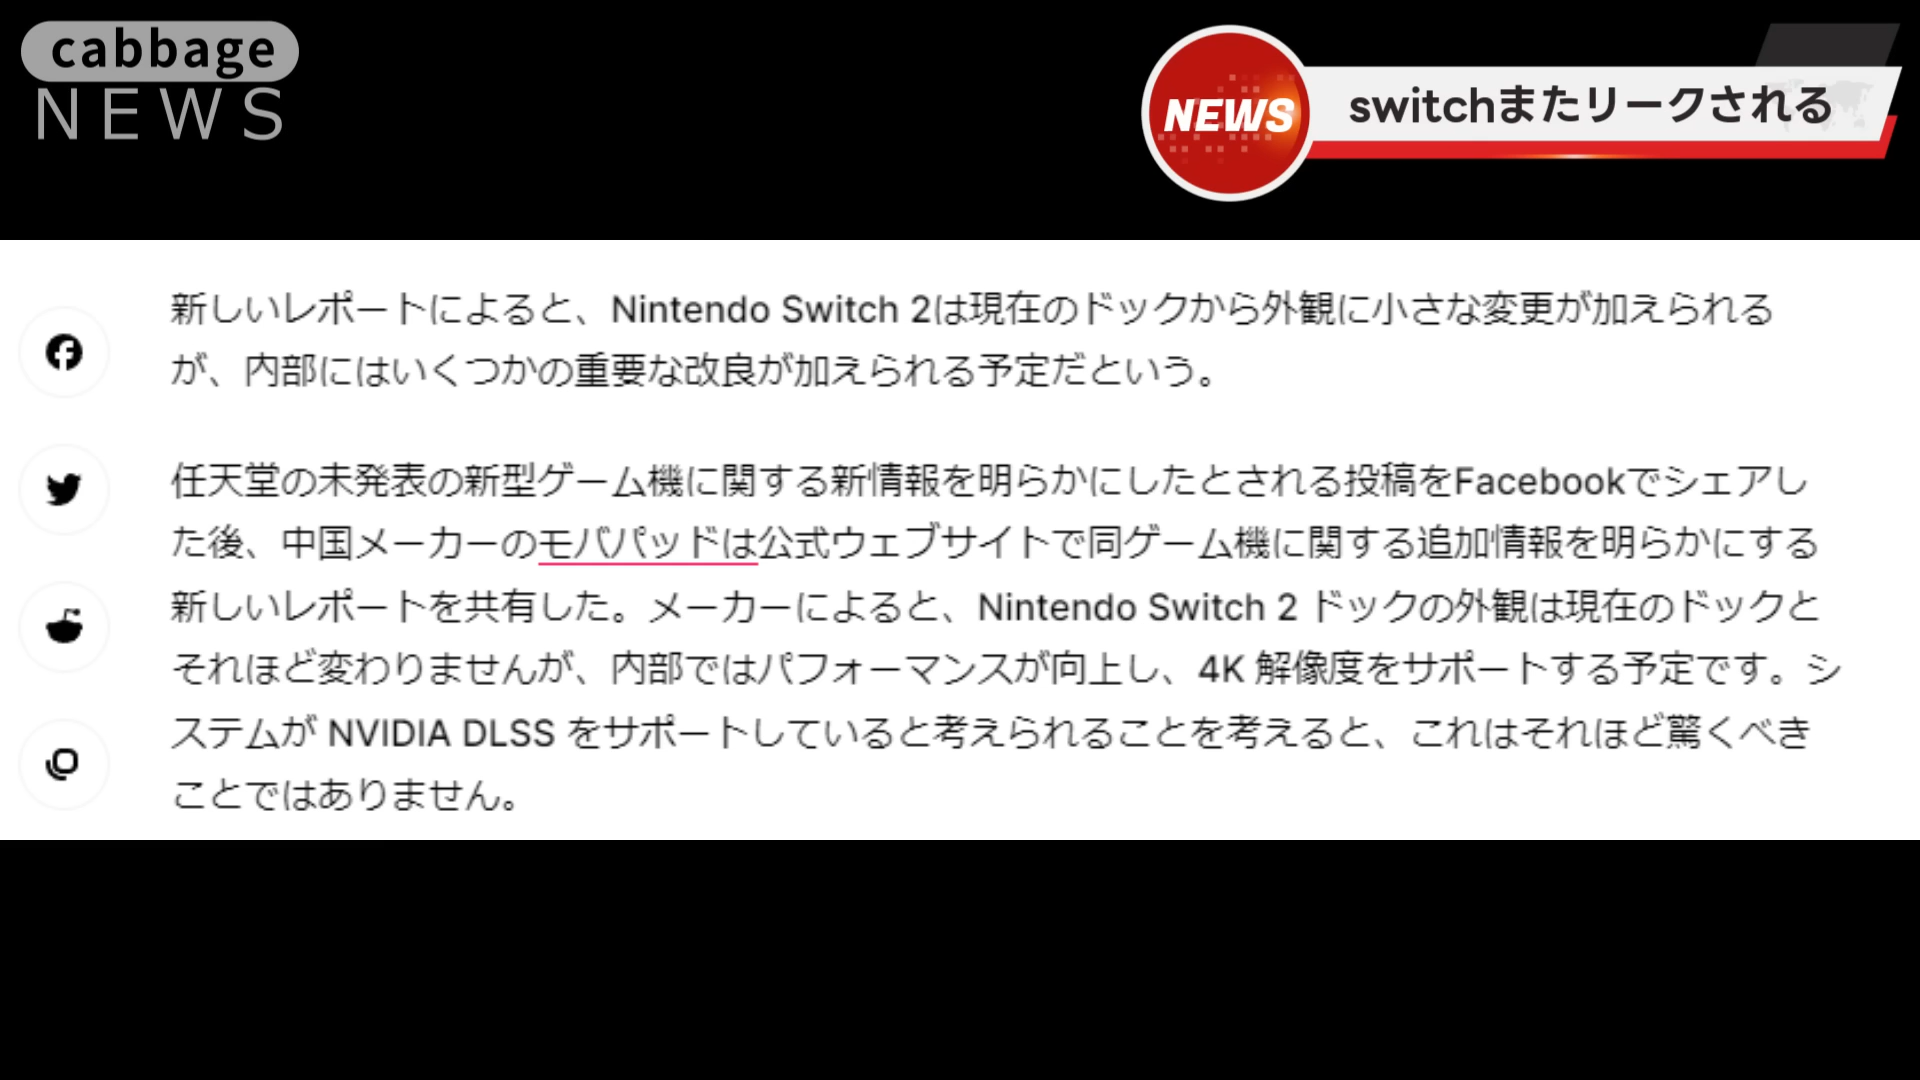 cabbage
NEWS
NEWS
switchまたリークされる
新しいレポートによると、Nintendo Switch 2は現在のドックから外観に小さな変更が加えられる
が、内部にはいくつかの重要な改良が加えられる予定だという。
任天堂の未発表の新型ゲーム機に関する新情報を明らかにしたとされる投稿をFacebookでシェアし
た後、中国メーカーのモバパッドは公式ウェブサイトで同ゲーム機に関する追加情報を明らかにする
新しいレポートを共有した。メーカーによると、Nintendo Switch 2 ドックの外観は現在のドックと
それほど変わりませんが、内部ではパフォーマンスが向上し、4K 解像度をサポートする予定です。シ
ステムが NVIDIA DLSS をサポートしていると考えられることを考えると、これはそれほど驚くべき
ことではありません。